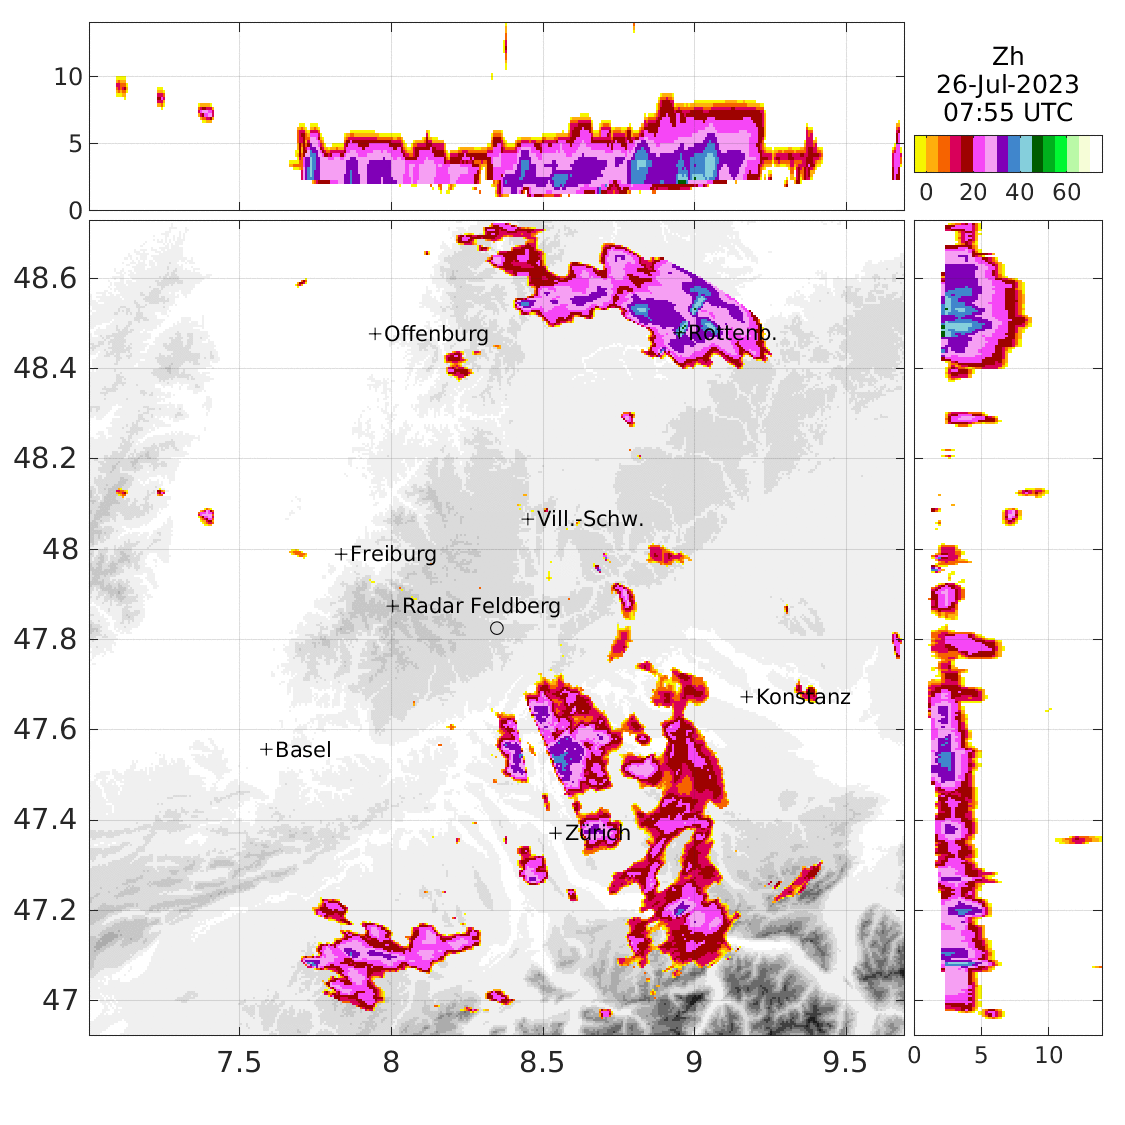 10
5
0
Zh
26-Jul-2023
07:55 UTC
0 20 40 60
48.6
48.4
48.2
48
47.8
47.6
47.4
47.2
47
Offenburg
Rottenb.
Vill.-Schw.
Freiburg
Radar Feldberg
Konstanz
Basel
Zürich
7.5 8 8.5 9 9.5
0 5 10